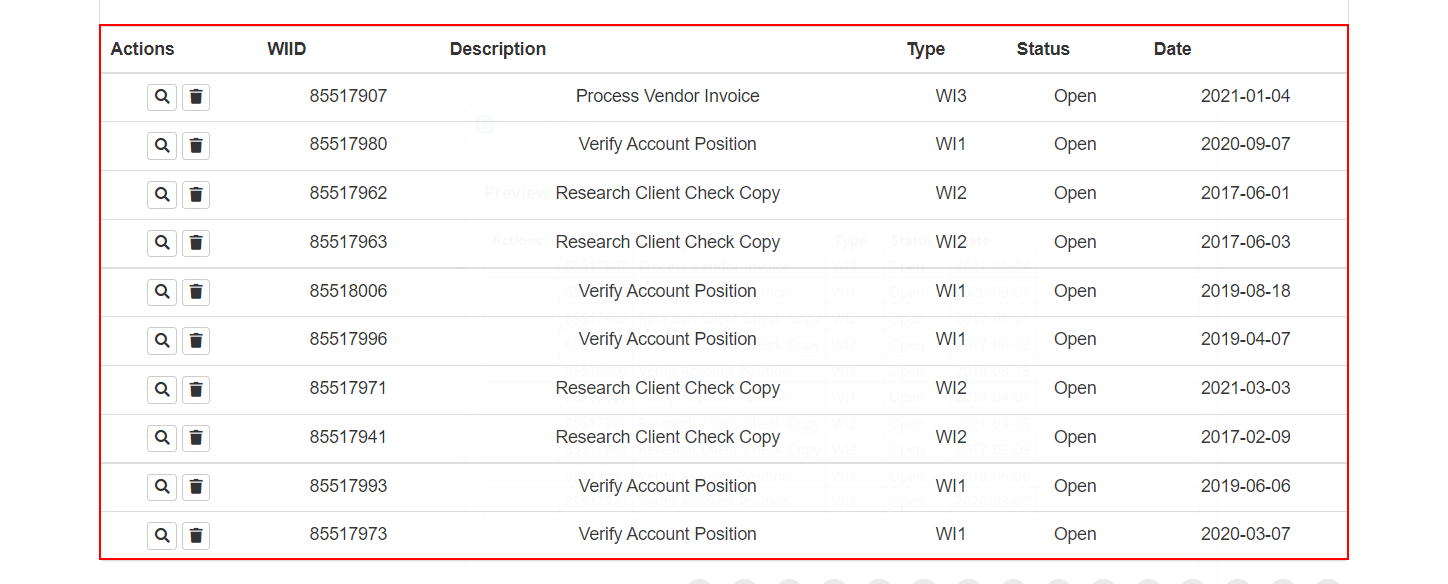 Actions WIID Description Type Status Date
85517907 Process Vendor Invoice WI3 Open 2021-01-04
85517980 Verify Account Position WI1 Open 2020-09-07
Preview
85517962 Research Client Check Copy WI2 Open 2017-06-01
85517963 Research Client Check Copy WI2 Open 2017-06-03
Actions Type Status
85518006 Verify Account Position WI1 Open 2019-08-18
85517996 Verify Account Position WI1 Open 2019-04-07
85517971 Research Client Check Copy WI2 Open 2021-03-03
85517941 Research Client Check Copy WI2 Open 2017-02-09
85517993 Verify Account Position WI1 Open 2019-06-06
85517973 Verify Account Position WI1 Open 2020-03-07